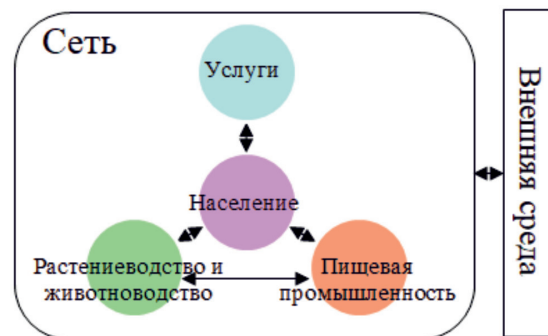 Сеть
Услуги
Население
Растениеводство и
животноводство
Пищевая
промышленность
Внешняя среда